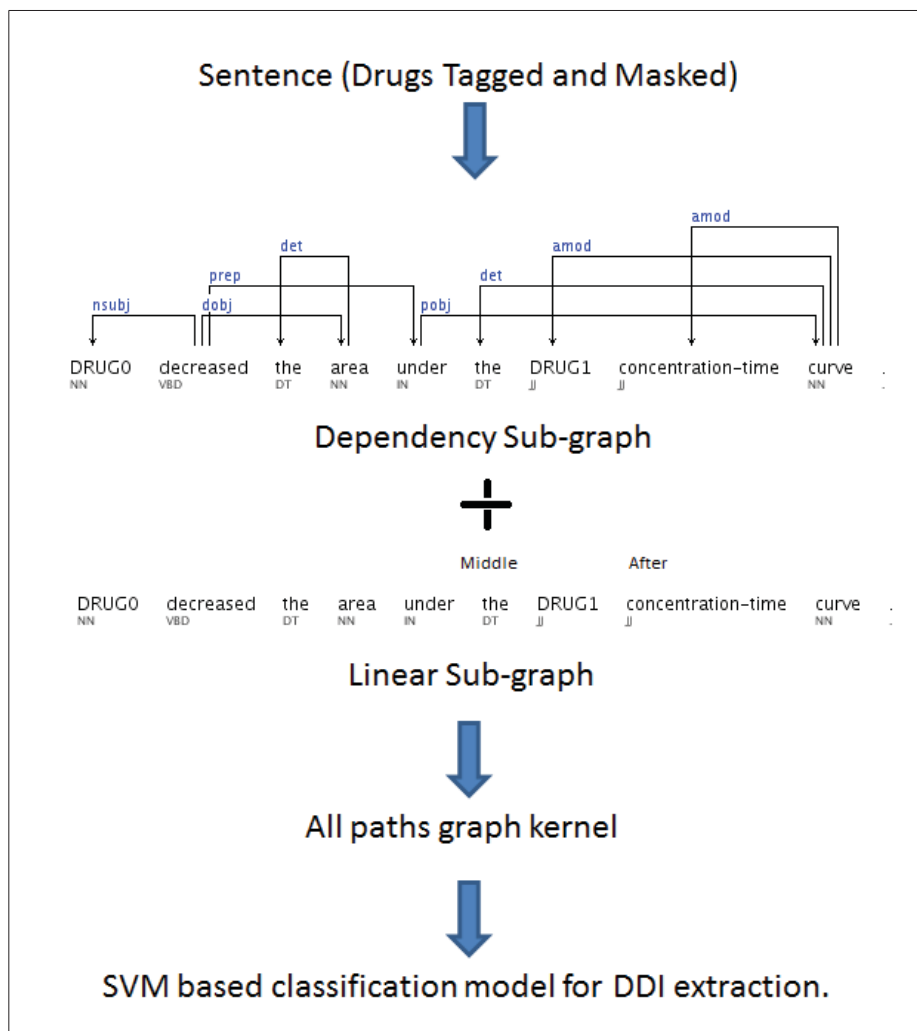 Sentence (Drugs Tagged and Masked)
amod
det amod
prep det
nsubj dobj pobj
DRUG0 decreased the area under the DRUG1 concentration-time curve .
NN VBD DT NN IN DT JJ JJ NN .
Dependency Sub-graph
Middle After
DRUG0 decreased the area under the DRUG1 concentration-time curve .
NN VBD DT NN IN DT JJ JJ NN .
Linear Sub-graph
All paths graph kernel
SVM based classification model for DDI extraction.